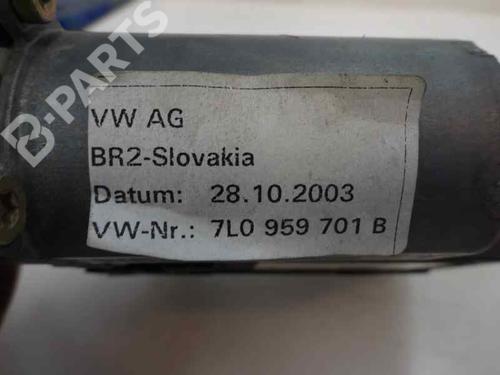 B-PARTS
VW AG
BR2-Slovakia
Datum: 28.10.2003
VW-Nr.: 7L0 959 701 B